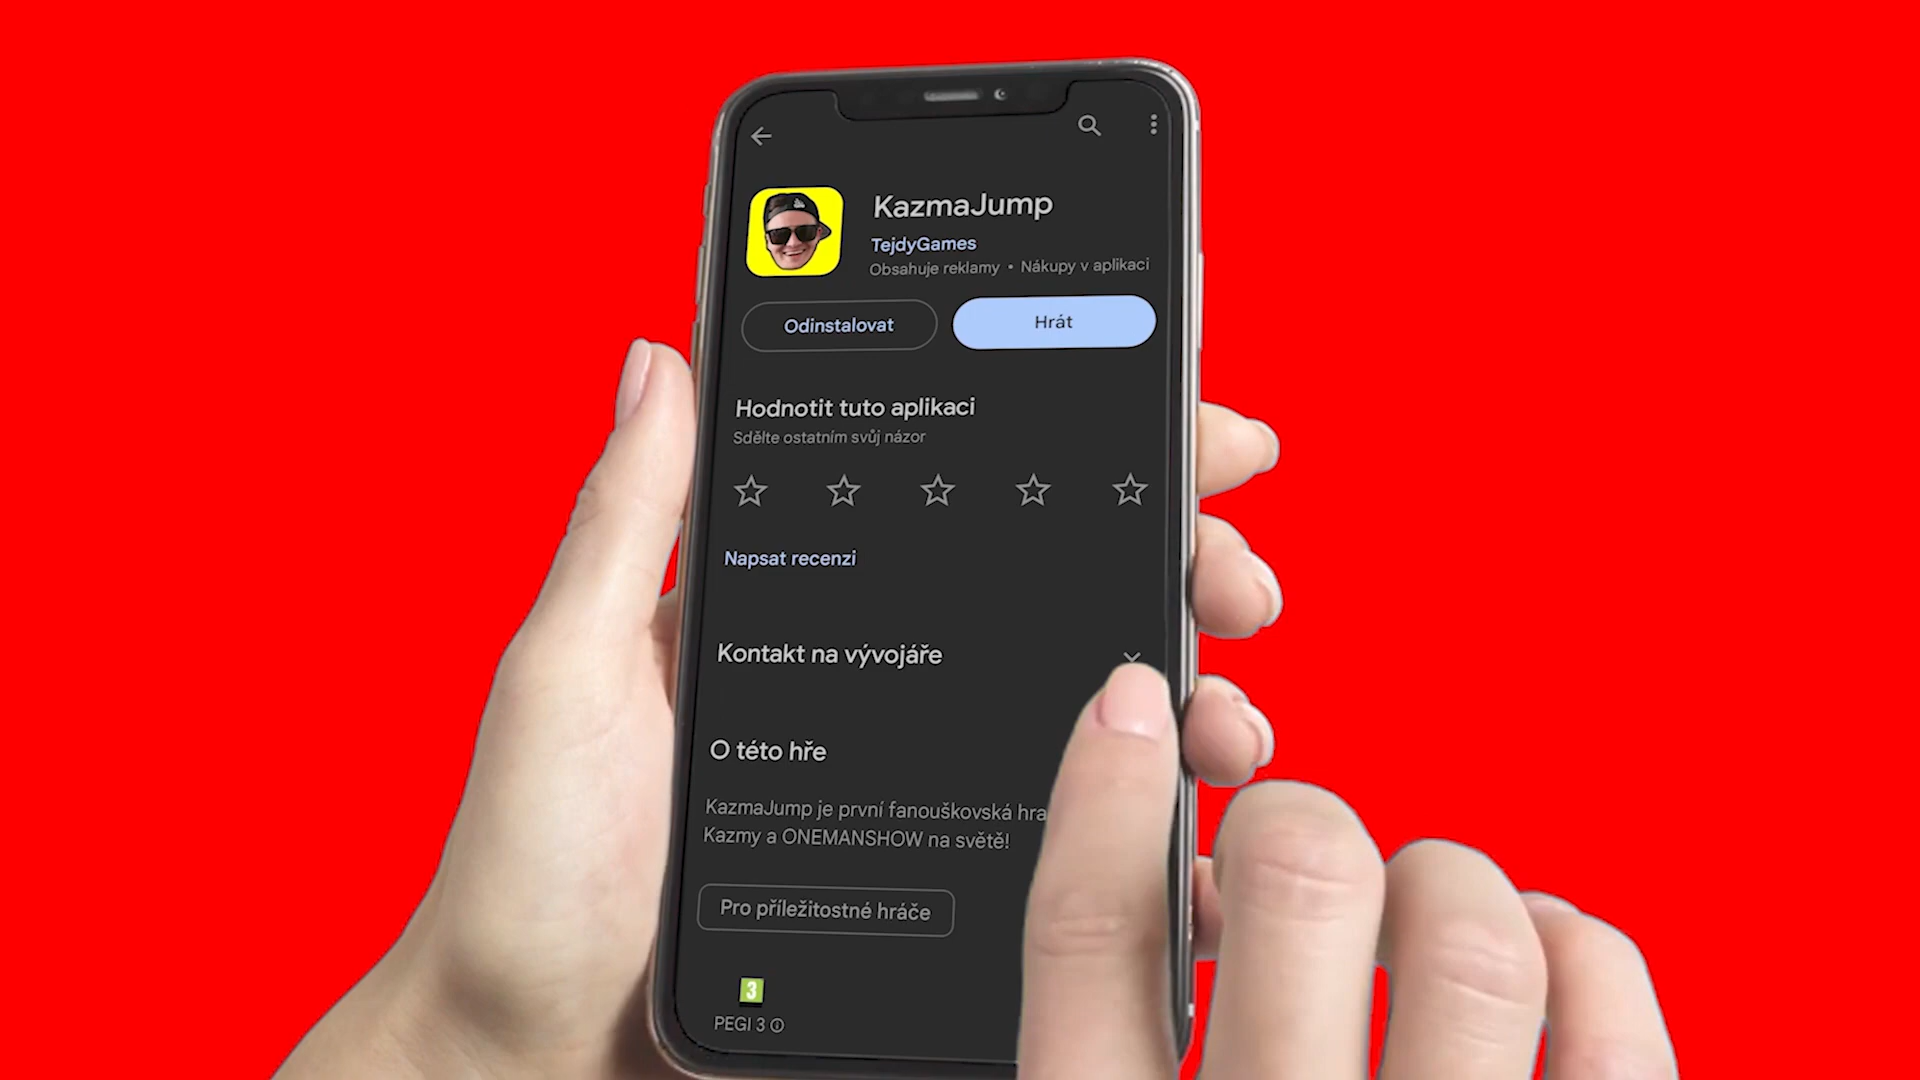 KazmaJump
TejdyGames
Obsahuje reklamy • Nákupy v aplikaci
Odinstalovat
Hrát
Hodnotit tuto aplikaci
Sdělte ostatním svůj názor
Napsat recenzi
Kontakt na vývojáře
O této hře
KazmaJump je první fanouškovská hra
Kazmy a ONEMANSHOW na světě!
Pro příležitostné hráče
3
PEGI 3